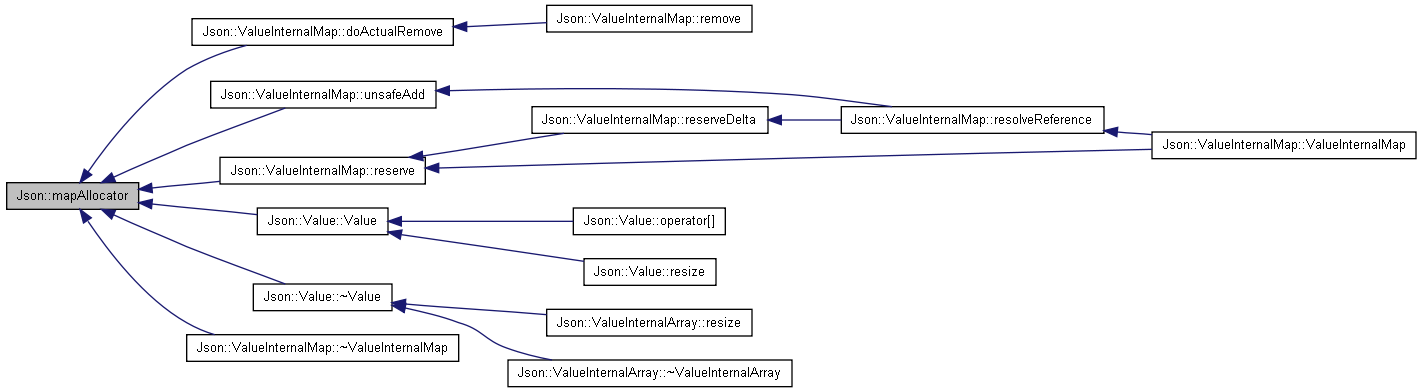 Json::ValueInternalMap::remove
Json::ValueInternalMap::doActualRemove
Json::ValueInternalMap::unsafeAdd
Json::ValueInternalMap::reserveDelta
Json::ValueInternalMap::resolveReference
Json::ValueInternalMap::ValueInternalMap
Json::ValueInternalMap::reserve
Json::mapAllocator
Json::Value::Value
Json::Value::operator[]
Json::Value::resize
Json::Value::~Value
Json::ValueInternalArray::resize
Json::ValueInternalMap::~ValueInternalMap
Json::ValueInternalArray::~ValueInternalArray